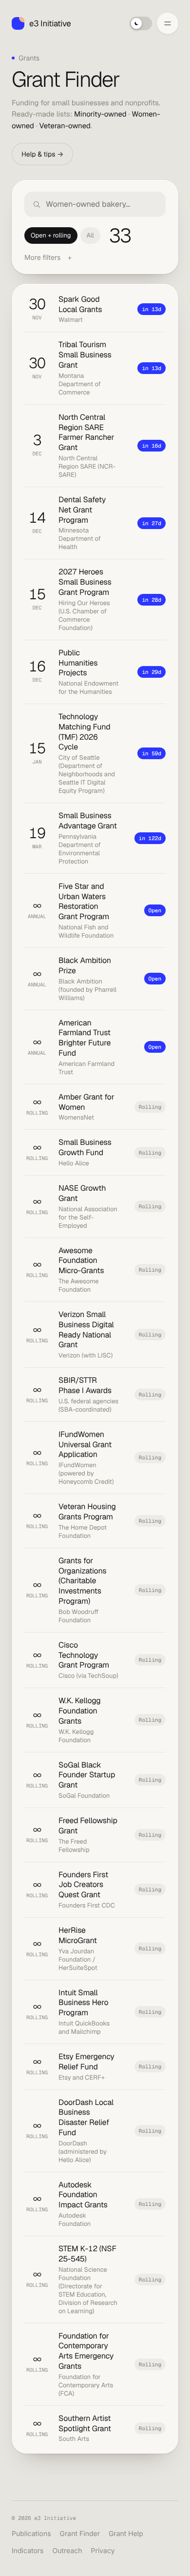 e3 Initiative
Grants
Grant Finder
Funding for small businesses and nonprofits.
Ready-made lists: Minority-owned · Women-
owned · Veteran-owned.
Help & tips →
Women-owned bakery...
Open + rolling
All
33
More filters +
30
NOV
Spark Good
Local Grants
Walmart
in 13d
30
NOV
Tribal Tourism
Small Business
Grant
Montana
Department of
Commerce
in 13d
3
DEC
North Central
Region SARE
Farmer Rancher
Grant
North Central
Region SARE (NCR-
SARE)
in 16d
14
DEC
Dental Safety
Net Grant
Program
Minnesota
Department of
Health
in 27d
15
DEC
2027 Heroes
Small Business
Grant Program
Hiring Our Heroes
(U.S. Chamber of
Commerce
Foundation)
in 28d
16
DEC
Public
Humanities
Projects
National Endowment
for the Humanities
in 29d
15
JAN
Technology
Matching Fund
(TMF) 2026
Cycle
City of Seattle
(Department of
Neighborhoods and
Seattle IT Digital
Equity Program)
in 59d
19
MAR
Small Business
Advantage Grant
Pennsylvania
Department of
Environmental
Protection
in 122d
∞
ANNUAL
Five Star and
Urban Waters
Restoration
Grant Program
National Fish and
Wildlife Foundation
Open
∞
ANNUAL
Black Ambition
Prize
Black Ambition
(founded by Pharrell
Williams)
Open
∞
ANNUAL
American
Farmland Trust
Brighter Future
Fund
American Farmland
Trust
Open
∞
ROLLING
Amber Grant for
Women
WomensNet
Rolling
∞
ROLLING
Small Business
Growth Fund
Hello Alice
Rolling
∞
ROLLING
NASE Growth
Grant
National Association
for the Self-
Employed
Rolling
∞
ROLLING
Awesome
Foundation
Micro-Grants
The Awesome
Foundation
Rolling
∞
ROLLING
Verizon Small
Business Digital
Ready National
Grant
Verizon (with LISC)
Rolling
∞
ROLLING
SBIR/STTR
Phase I Awards
U.S. federal agencies
(SBA-coordinated)
Rolling
∞
ROLLING
IFundWomen
Universal Grant
Application
IFundWomen
(powered by
Honeycomb Credit)
Rolling
∞
ROLLING
Veteran Housing
Grants Program
The Home Depot
Foundation
Rolling
∞
ROLLING
Grants for
Organizations
(Charitable
Investments
Program)
Bob Woodruff
Foundation
Rolling
∞
ROLLING
Cisco
Technology
Grant Program
Cisco (via TechSoup)
Rolling
∞
ROLLING
W.K. Kellogg
Foundation
Grants
W.K. Kellogg
Foundation
Rolling
∞
ROLLING
SoGal Black
Founder Startup
Grant
SoGal Foundation
Rolling
∞
ROLLING
Freed Fellowship
Grant
The Freed
Fellowship
Rolling
∞
ROLLING
Founders First
Job Creators
Quest Grant
Founders First CDC
Rolling
∞
ROLLING
HerRise
MicroGrant
Yva Jourdan
Foundation /
HerSuiteSpot
Rolling
∞
ROLLING
Intuit Small
Business Hero
Program
Intuit QuickBooks
and Mailchimp
Rolling
∞
ROLLING
Etsy Emergency
Relief Fund
Etsy and CERF+
Rolling
∞
ROLLING
DoorDash Local
Business
Disaster Relief
Fund
DoorDash
(administered by
Hello Alice)
Rolling
∞
ROLLING
Autodesk
Foundation
Impact Grants
Autodesk
Foundation
Rolling
∞
ROLLING
STEM K-12 (NSF
25-545)
National Science
Foundation
(Directorate for
STEM Education,
Division of Research
on Learning)
Rolling
∞
ROLLING
Foundation for
Contemporary
Arts Emergency
Grants
Foundation for
Contemporary Arts
(FCA)
Rolling
∞
ROLLING
Southern Artist
Spotlight Grant
South Arts
Rolling
© 2026 e3 Initiative
Publications Grant Finder Grant Help
Indicators Outreach Privacy